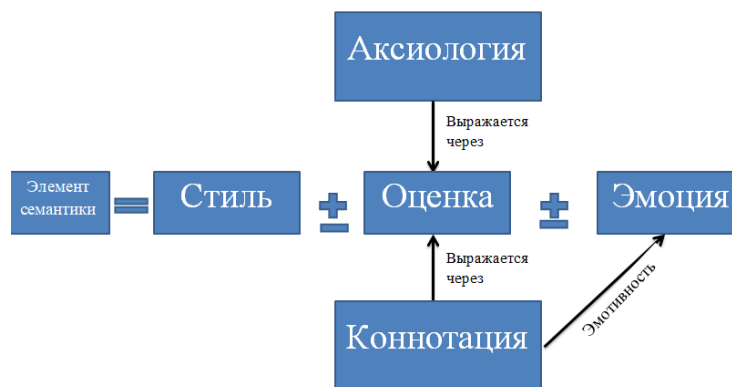 Аксиология
Выражается
через
Элемент
семантики
=
Стиль
±
Оценка
±
Эмоция
Выражается
через
Эмотивность
Коннотация